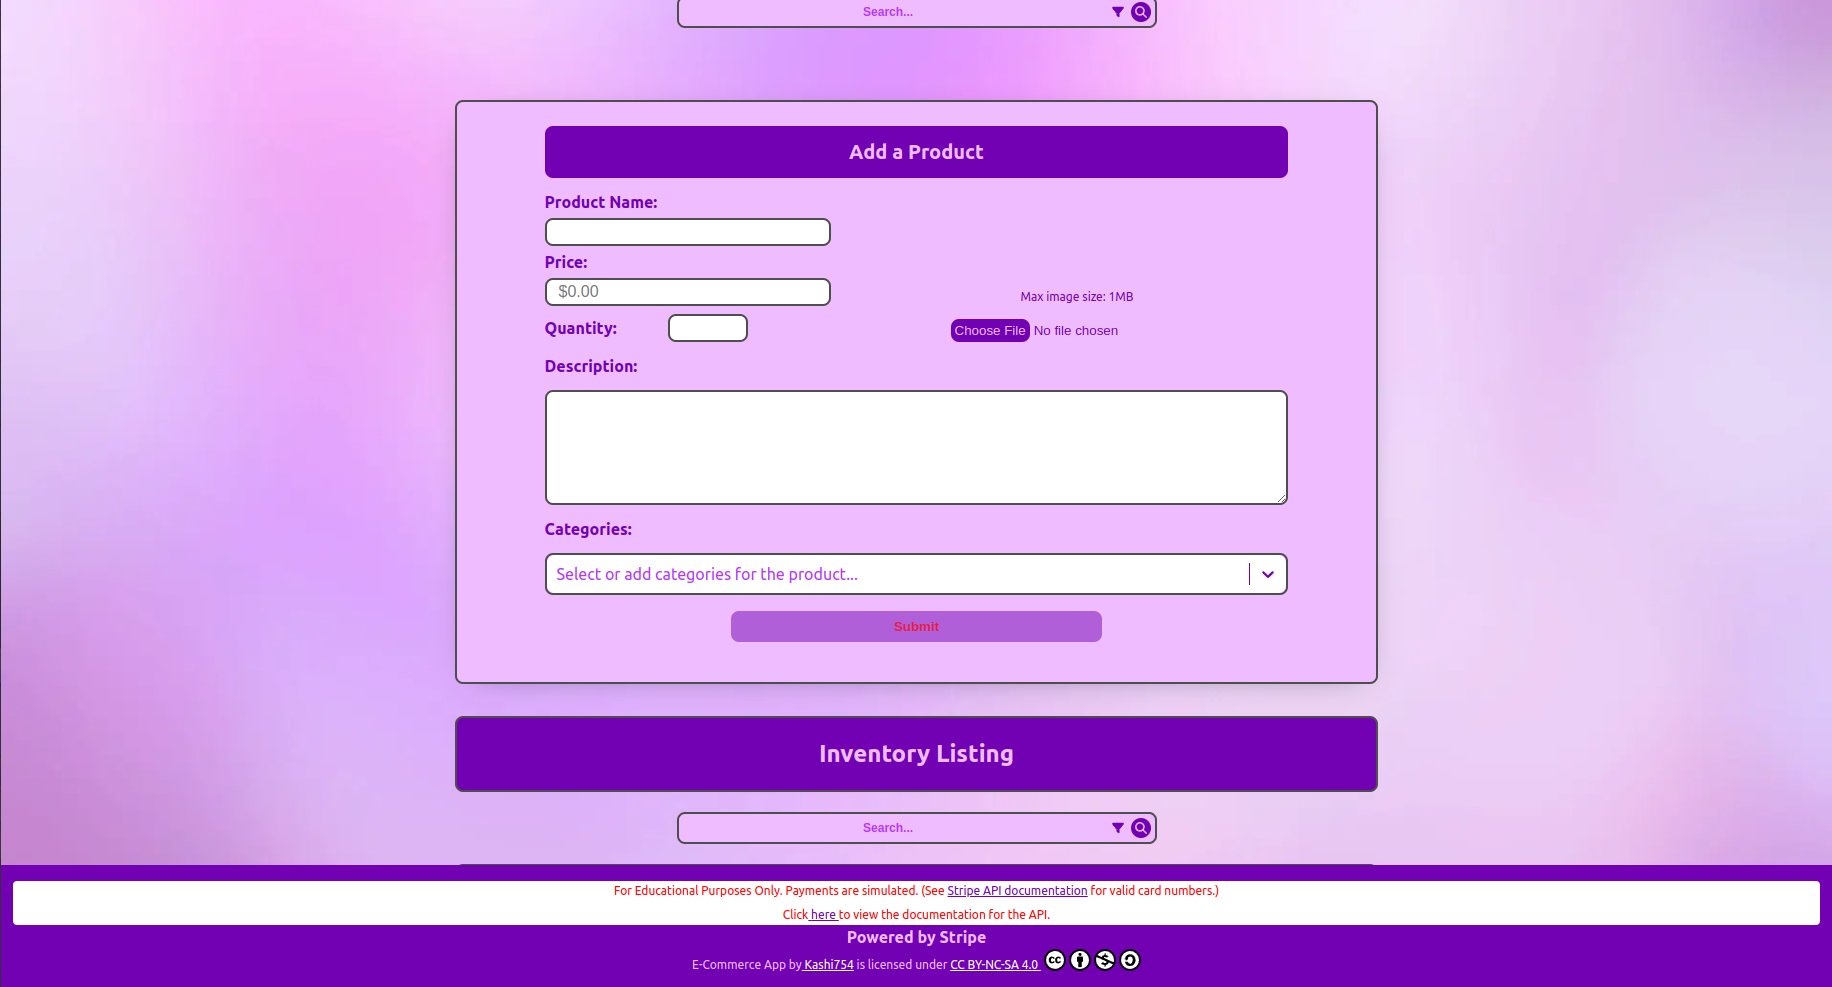 Search...
Add a Product
Product Name:
Price:
$0.00
Max image size: 1MB
Quantity:
Choose File No file chosen
Description:
Categories:
Select or add categories for the product...
Submit
Inventory Listing
Search...
For Educational Purposes Only. Payments are simulated. (See Stripe API documentation for valid card numbers.)
Click here to view the documentation for the API.
Powered by Stripe
E-Commerce App by Kashi754 is licensed under CC BY-NC-SA 4.0